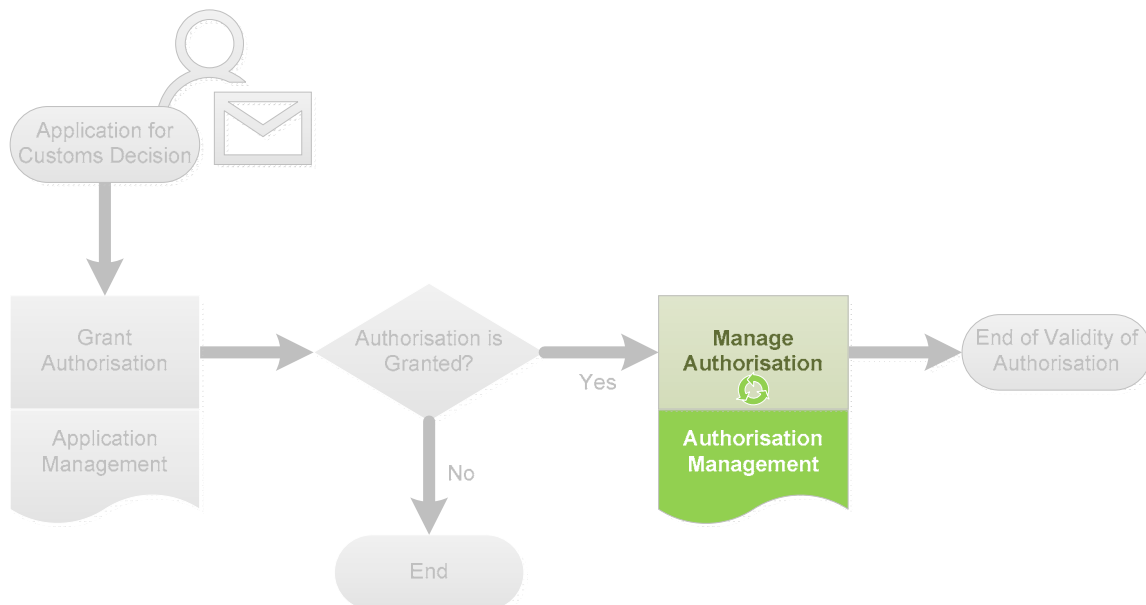 Application for
Customs Decision
Grant
Authorisation
Application
Management
Authorisation is
Granted?
Yes
No
End
Manage
Authorisation
Authorisation
Management
End of Validity of
Authorisation